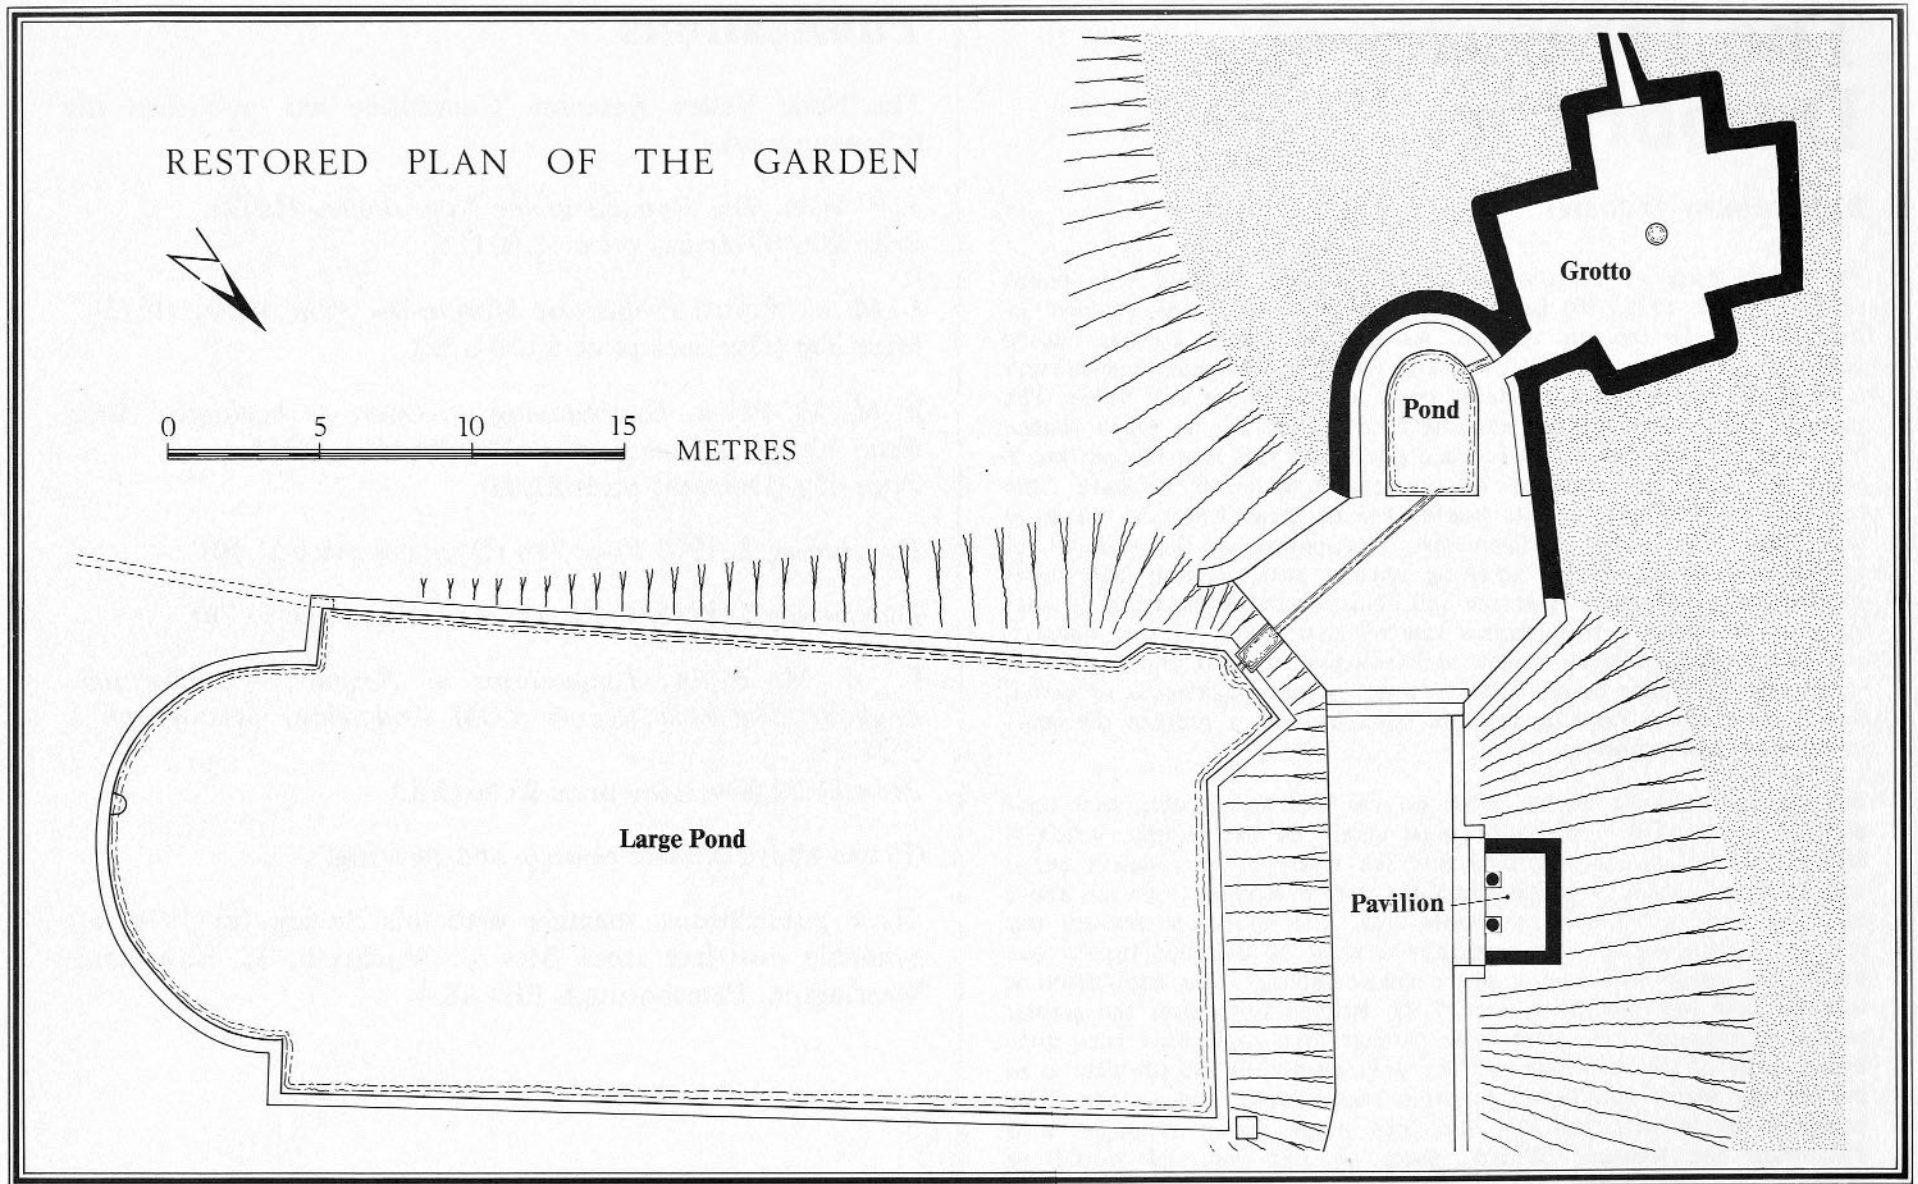 RESTORED PLAN OF THE GARDEN
0 5 10 15
METRES
Grotto
Pond
Large Pond
Pavilion